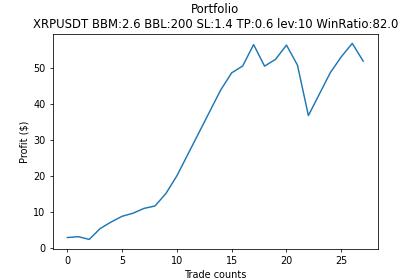 Portfolio
XRPUSDT BBM:2.6 BBL:200 SL:1.4 TP:0.6 lev:10 WinRatio:82.0
50
40
30
20
10
0
Profit ($)
0 5 10 15 20 25
Trade counts